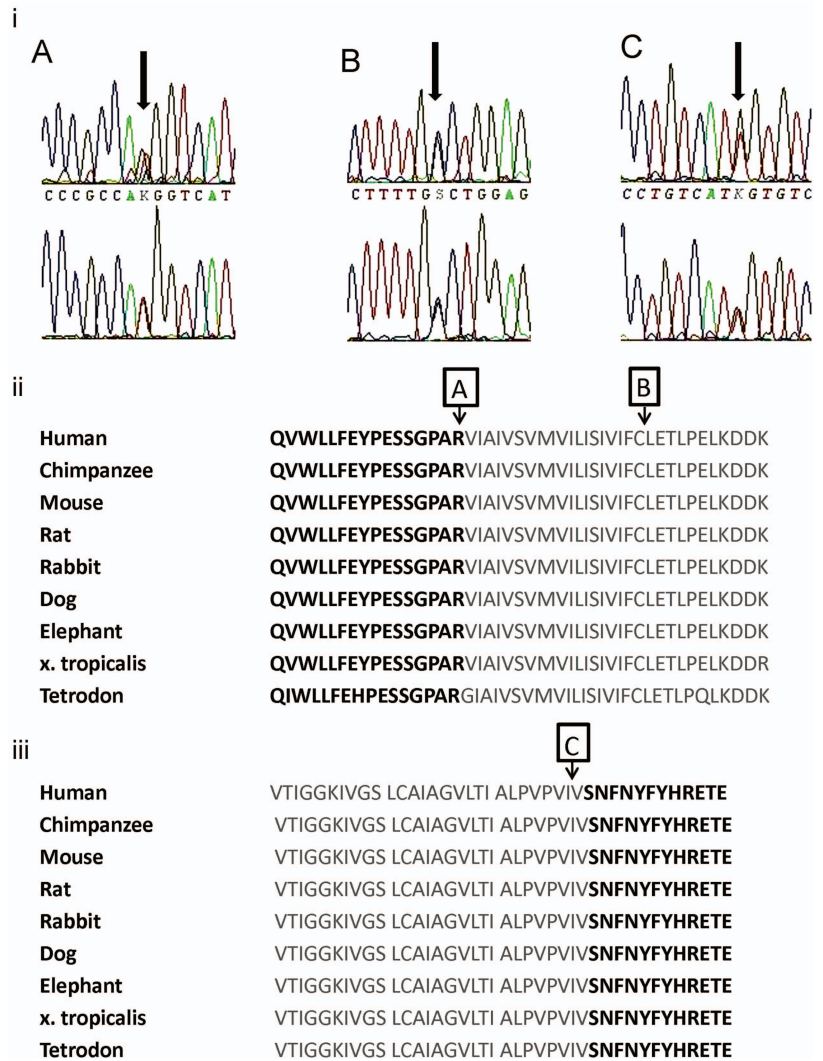 i
A B C
CCCGCCAKGGTCAT CTTTTGSCTGGAG CCTGTCATKGTGTC
ii
A B
Human QVWLLFEYPESSGPARVIAIVSVMVILISIVIFCLETLPELKDDK
Chimpanzee QVWLLFEYPESSGPARVIAIVSVMVILISIVIFCLETLPELKDDK
Mouse QVWLLFEYPESSGPARVIAIVSVMVILISIVIFCLETLPELKDDK
Rat QVWLLFEYPESSGPARVIAIVSVMVILISIVIFCLETLPELKDDK
Rabbit QVWLLFEYPESSGPARVIAIVSVMVILISIVIFCLETLPELKDDK
Dog QVWLLFEYPESSGPARVIAIVSVMVILISIVIFCLETLPELKDDK
Elephant QVWLLFEYPESSGPARVIAIVSVMVILISIVIFCLETLPELKDDK
x. tropicalis QVWLLFEYPESSGPARVIAIVSVMVILISIVIFCLETLPELKDDR
Tetrodon QIWLLFEHPESSGPARGIAIVSVMVILISIVIFCLETLPQLKDDK
iii
C
Human VTIGGKIVGS LCAIAGVLTI ALPVPVIVSNFNYFYHRETE
Chimpanzee VTIGGKIVGS LCAIAGVLTI ALPVPVIVSNFNYFYHRETE
Mouse VTIGGKIVGS LCAIAGVLTI ALPVPVIVSNFNYFYHRETE
Rat VTIGGKIVGS LCAIAGVLTI ALPVPVIVSNFNYFYHRETE
Rabbit VTIGGKIVGS LCAIAGVLTI ALPVPVIVSNFNYFYHRETE
Dog VTIGGKIVGS LCAIAGVLTI ALPVPVIVSNFNYFYHRETE
Elephant VTIGGKIVGS LCAIAGVLTI ALPVPVIVSNFNYFYHRETE
x. tropicalis VTIGGKIVGS LCAIAGVLTI ALPVPVIVSNFNYFYHRETE
Tetrodon VTIGGKIVGS LCAIAGVLTI ALPVPVIVSNFNYFYHRETE